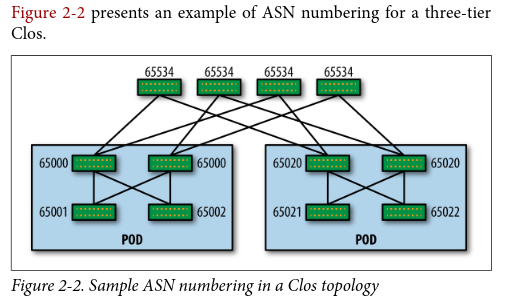 Figure 2-2 presents an example of ASN numbering for a three-tier
Clos.
65534 65534 65534 65534
65000 65000 65020 65020
65001 65002 65021 65022
POD POD
Figure 2-2. Sample ASN numbering in a Clos topology